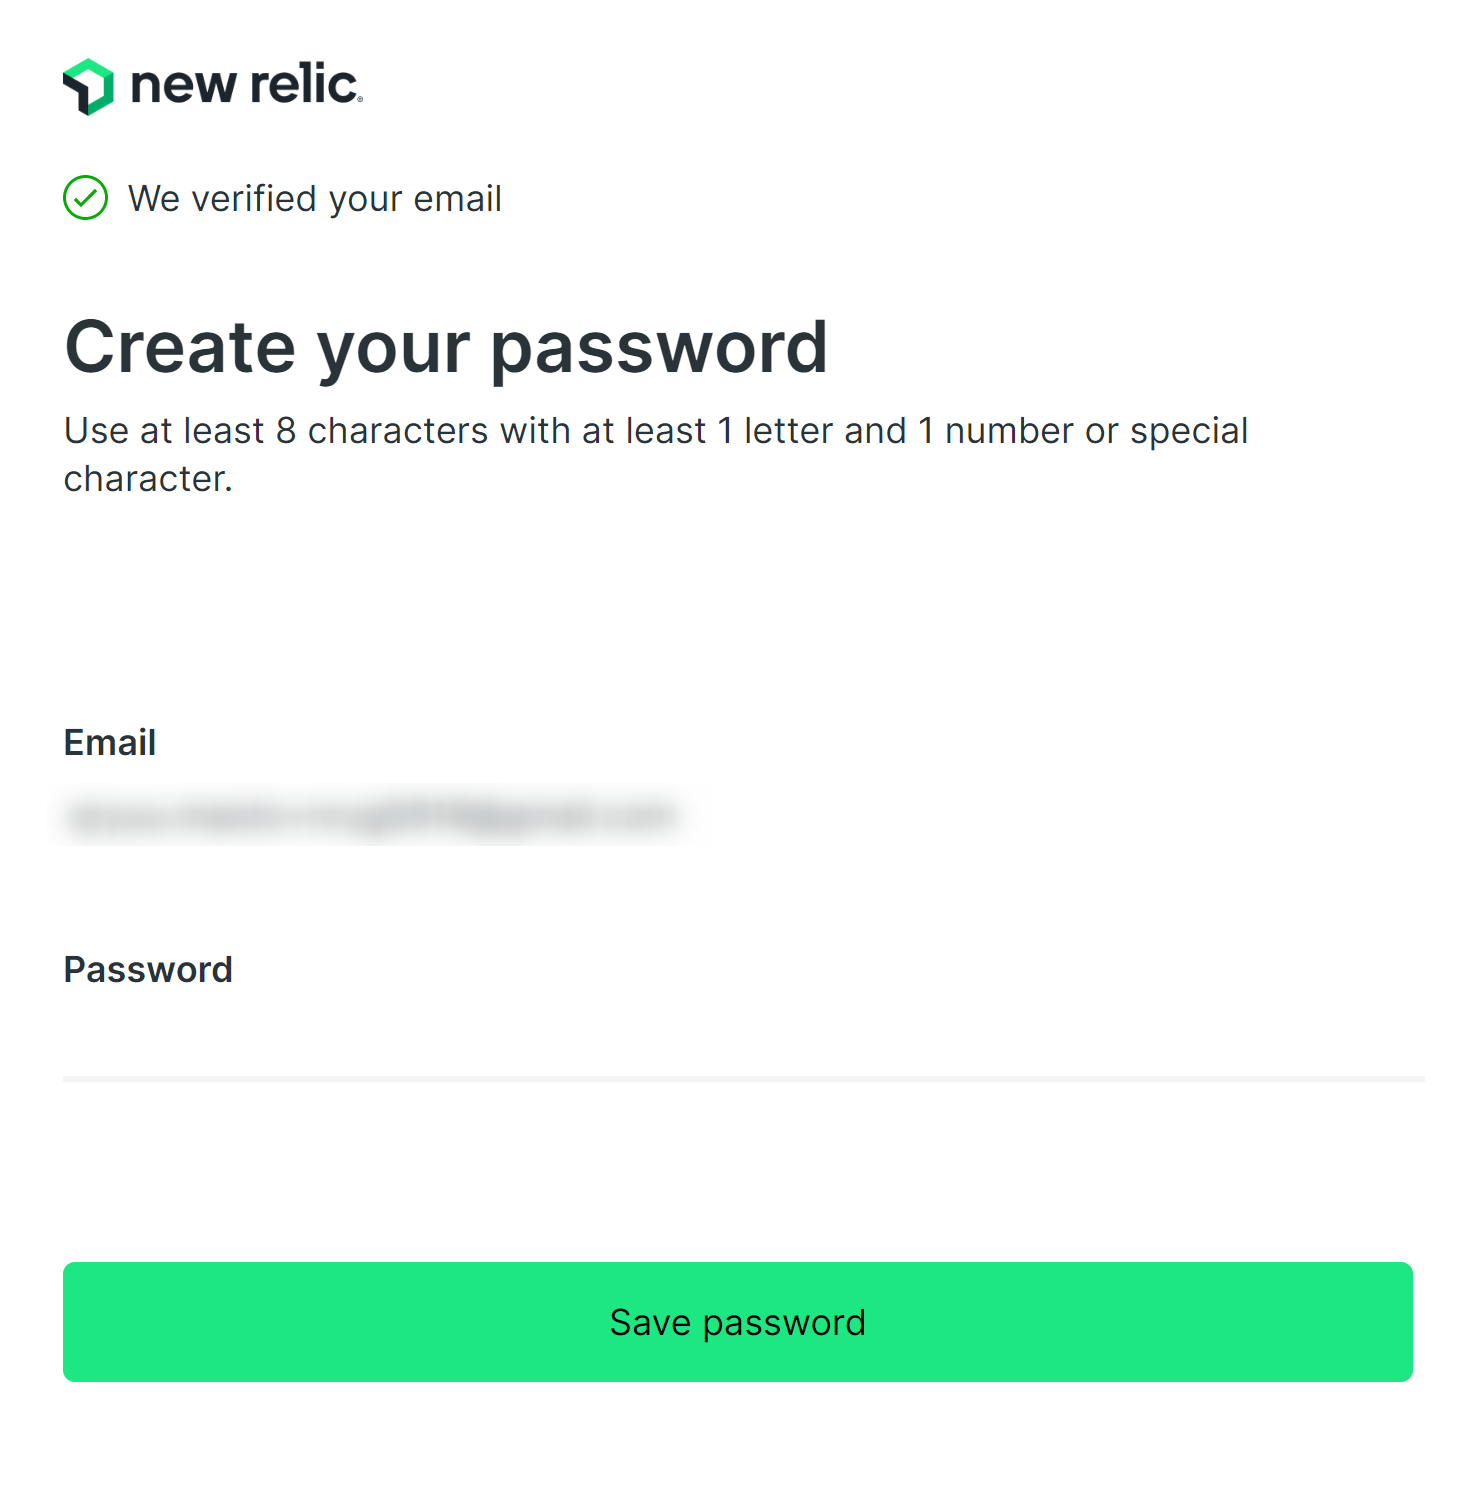 new relic®
We verified your email
Create your password
Use at least 8 characters with at least 1 letter and 1 number or special
character.
Email
Password
Save password